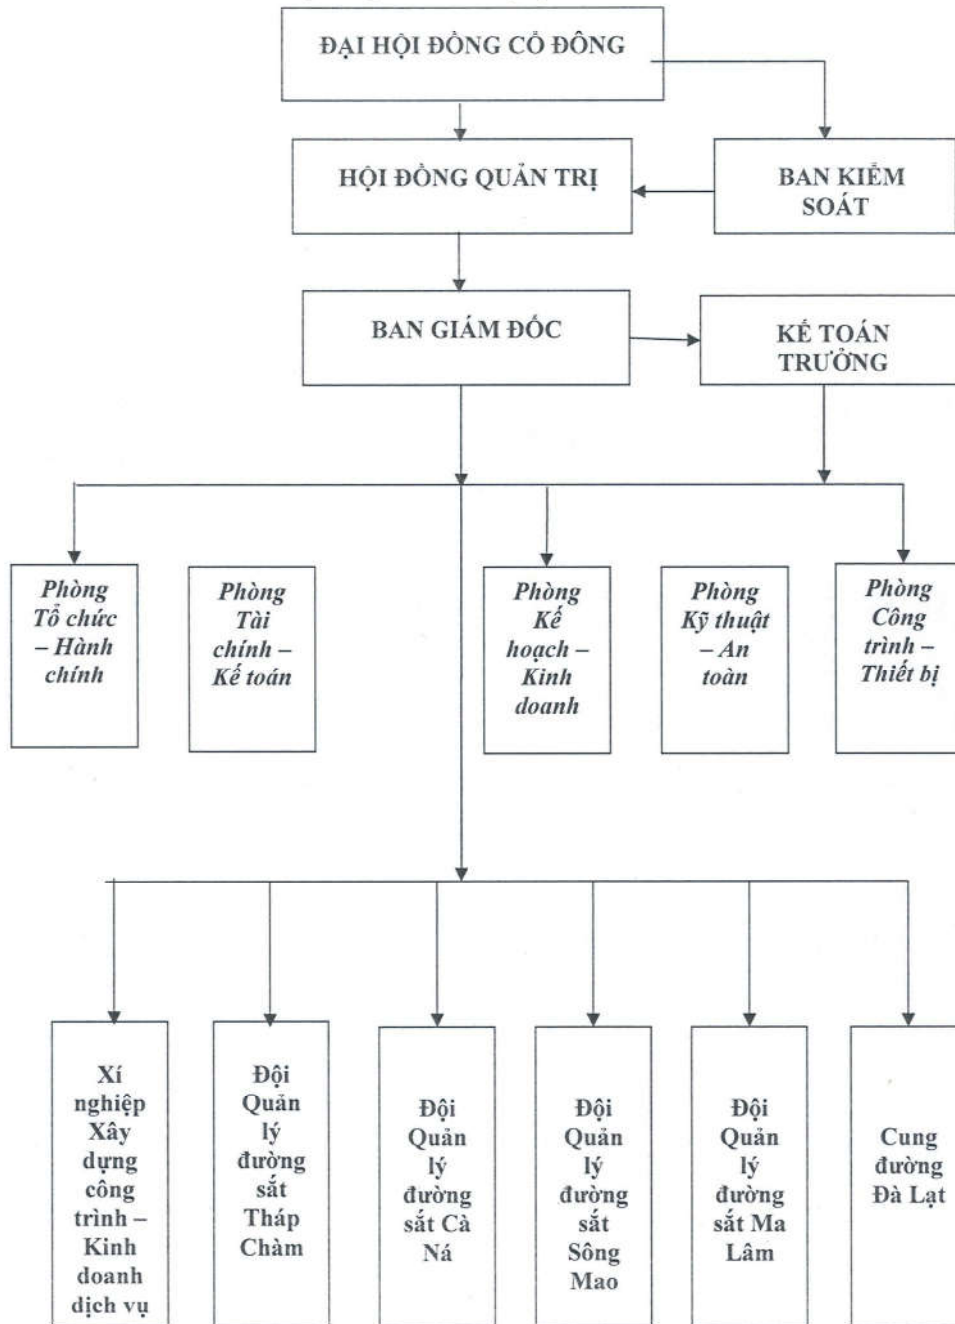 ĐẠI HỘI ĐỒNG CỔ ĐÔNG
HỘI ĐỒNG QUẢN TRỊ
BAN KIỂM
SOÁT
BAN GIÁM ĐỐC
KẾ TOÁN
TRƯỞNG
Phòng
Tổ chức
– Hành
chính
Phòng
Tài
chính –
Kế toán
Phòng
Kế
hoạch –
Kinh
doanh
Phòng
Kỹ thuật
– An
toàn
Phòng
Công
trình –
Thiết bị
Xí
nghiệp
Xây
dựng
công
trình –
Kinh
doanh
dịch vụ
Đội
Quản
lý
đường
sắt
Tháp
Chàm
Đội
Quản
lý
đường
sắt Cà
Ná
Đội
Quản
lý
đường
sắt
Sông
Mao
Đội
Quản
lý
đường
sắt Ma
Lâm
Cung
đường
Đà Lạt